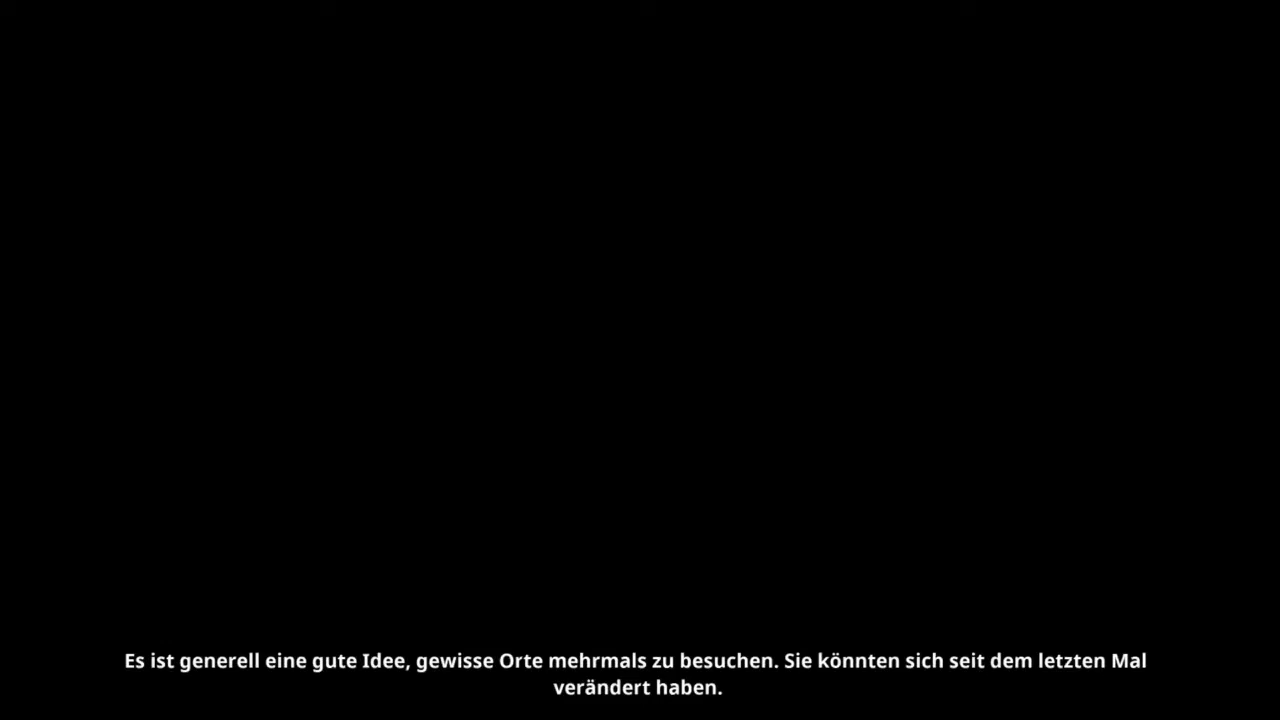 Es ist generell eine gute Idee, gewisse Orte mehrmals zu besuchen. Sie könnten sich seit dem letzten Mal
verändert haben.